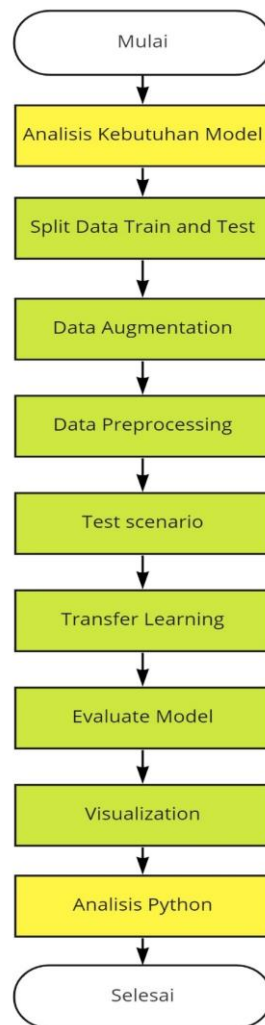 Mulai
Analisis Kebutuhan Model
Split Data Train and Test
Data Augmentation
Data Preprocessing
Test scenario
Transfer Learning
Evaluate Model
Visualization
Analisis Python
Selesai